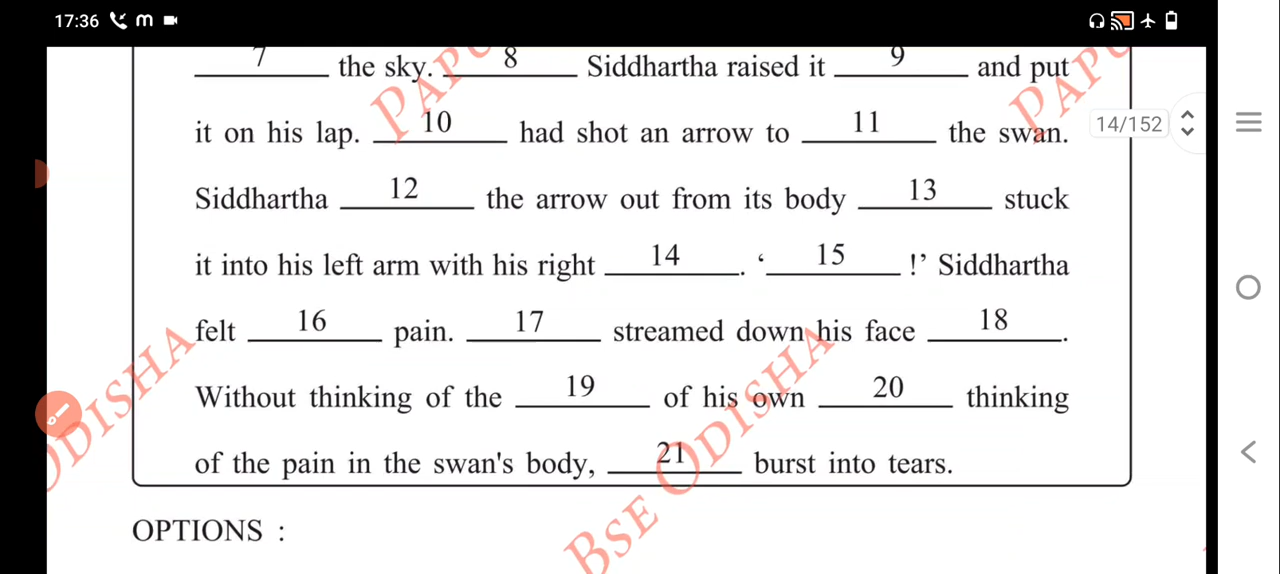 17:36
7 the sky. 8 Siddhartha raised it 9 and put
it on his lap. 10 had shot an arrow to 11 the swan.
14/152
Siddhartha 12 the arrow out from its body 13 stuck
it into his left arm with his right 14. ‘ 15 !’ Siddhartha
felt 16 pain. 17 streamed down his face 18.
Without thinking of the 19 of his own 20 thinking
of the pain in the swan's body, 21 burst into tears.
OPTIONS :
PAPU
PAPU
ODISHA
BSE ODISHA